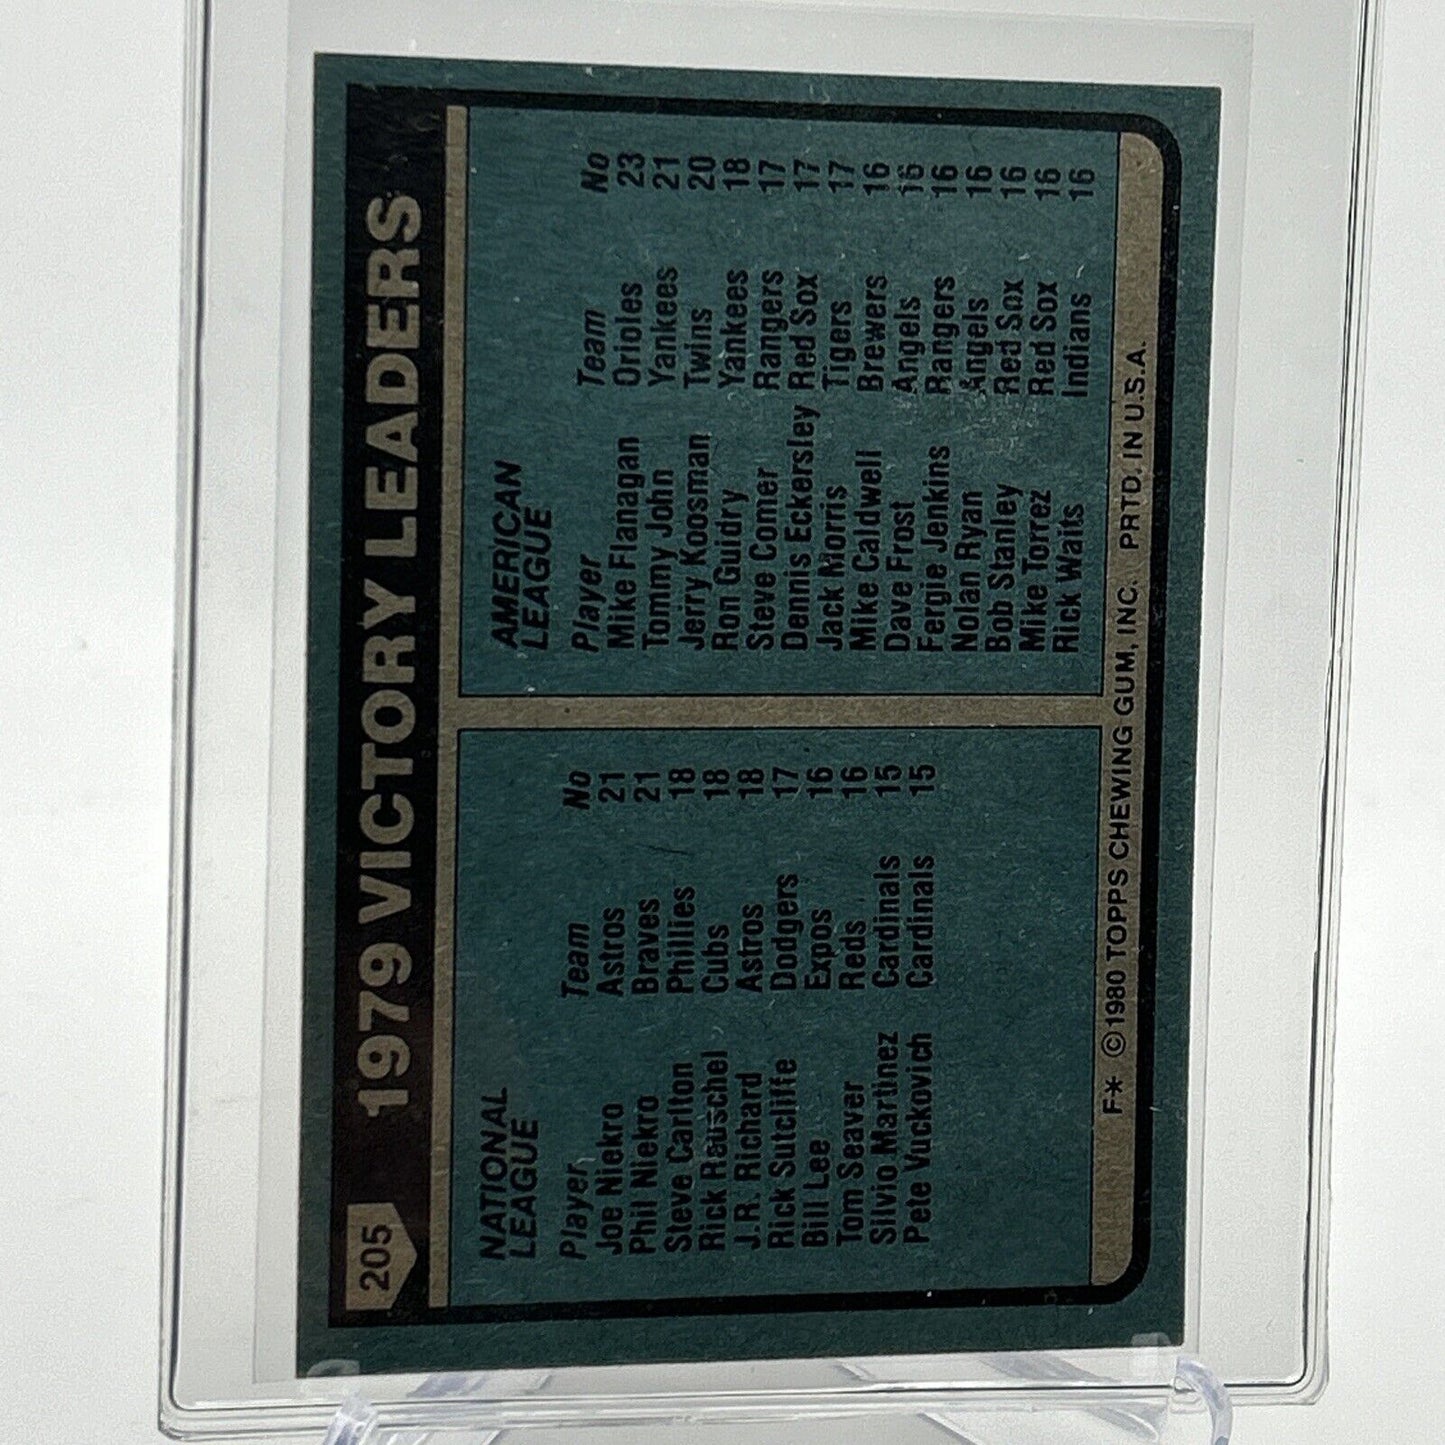 205
1979 VICTORY LEADERS
NATIONAL
LEAGUE
Player Team No
Joe Niekro Astros 21
Phil Niekro Braves 21
Steve Carlton Phillies 18
Rick Reuschel Cubs 18
J.R. Richard Astros 18
Rick Sutcliffe Dodgers 17
Bill Lee Expos 16
Tom Seaver Reds 16
Silvio Martinez Cardinals 15
Pete Vuckovich Cardinals 15
AMERICAN
LEAGUE
Player Team No
Mike Flanagan Orioles 23
Tommy John Yankees 21
Jerry Koosman Twins 20
Ron Guidry Yankees 18
Steve Comer Rangers 17
Dennis Eckersley Red Sox 17
Jack Morris Tigers 17
Mike Caldwell Brewers 16
Dave Frost Angels 16
Fergie Jenkins Rangers 16
Nolan Ryan Angels 16
Bob Stanley Red Sox 16
Mike Torrez Red Sox 16
Rick Waits Indians 16
F* © 1980 TOPPS CHEWING GUM, INC. PRTD. IN U.S.A.